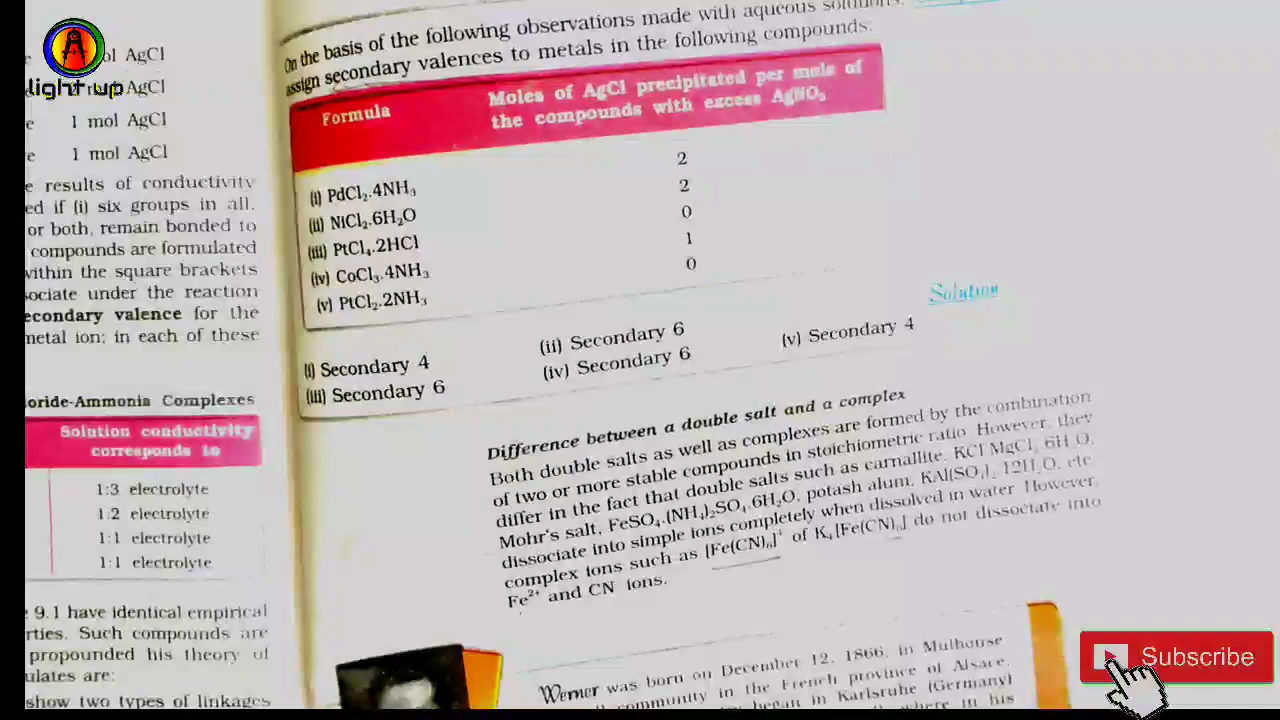 light up
ol AgCl
mol AgCl
1 mol AgCl
1 mol AgCl
e results of conductivity
ed if (i) six groups in all,
or both, remain bonded to
compounds are formulated
within the square brackets
sociate under the reaction
econdary valence for the
metal ion; in each of these
loride-Ammonia Complexes
Solution conductivity
corresponds to
1:3 electrolyte
1:2 electrolyte
1:1 electrolyte
1:1 electrolyte
9.1 have identical empirical
rties. Such compounds are
propounded his theory of
ulates are:
show two types of linkages
On the basis of the following observations made with aqueous solutions,
assign secondary valences to metals in the following compounds:
Formula
Moles of AgCl precipitated per mole of
the compounds with excess AgNO₃
(i) PdCl₂.4NH₃ 2
(ii) NiCl₂.6H₂O 2
(iii) PtCl₄.2HCl 0
(iv) CoCl₃.4NH₃ 1
(v) PtCl₂.2NH₃ 0
Solution
(i) Secondary 4 (ii) Secondary 6 (v) Secondary 4
(iii) Secondary 6 (iv) Secondary 6
Difference between a double salt and a complex
Both double salts as well as complexes are formed by the combination
of two or more stable compounds in stoichiometric ratio. However, they
differ in the fact that double salts such as carnallite, KCl.MgCl₂.6H₂O,
Mohr's salt, FeSO₄.(NH₄)₂SO₄.6H₂O, potash alum, KAl(SO₄)₂.12H₂O, etc.
dissociate into simple ions completely when dissolved in water. However,
complex ions such as [Fe(CN)₆]⁴⁻ of K₄[Fe(CN)₆] do not dissociate into
Fe²⁺ and CN⁻ ions.
Werner was born on December 12, 1866, in Mulhouse
community in the French province of Alsace.
began in Karlsruhe (Germany)
where in his
Subscribe